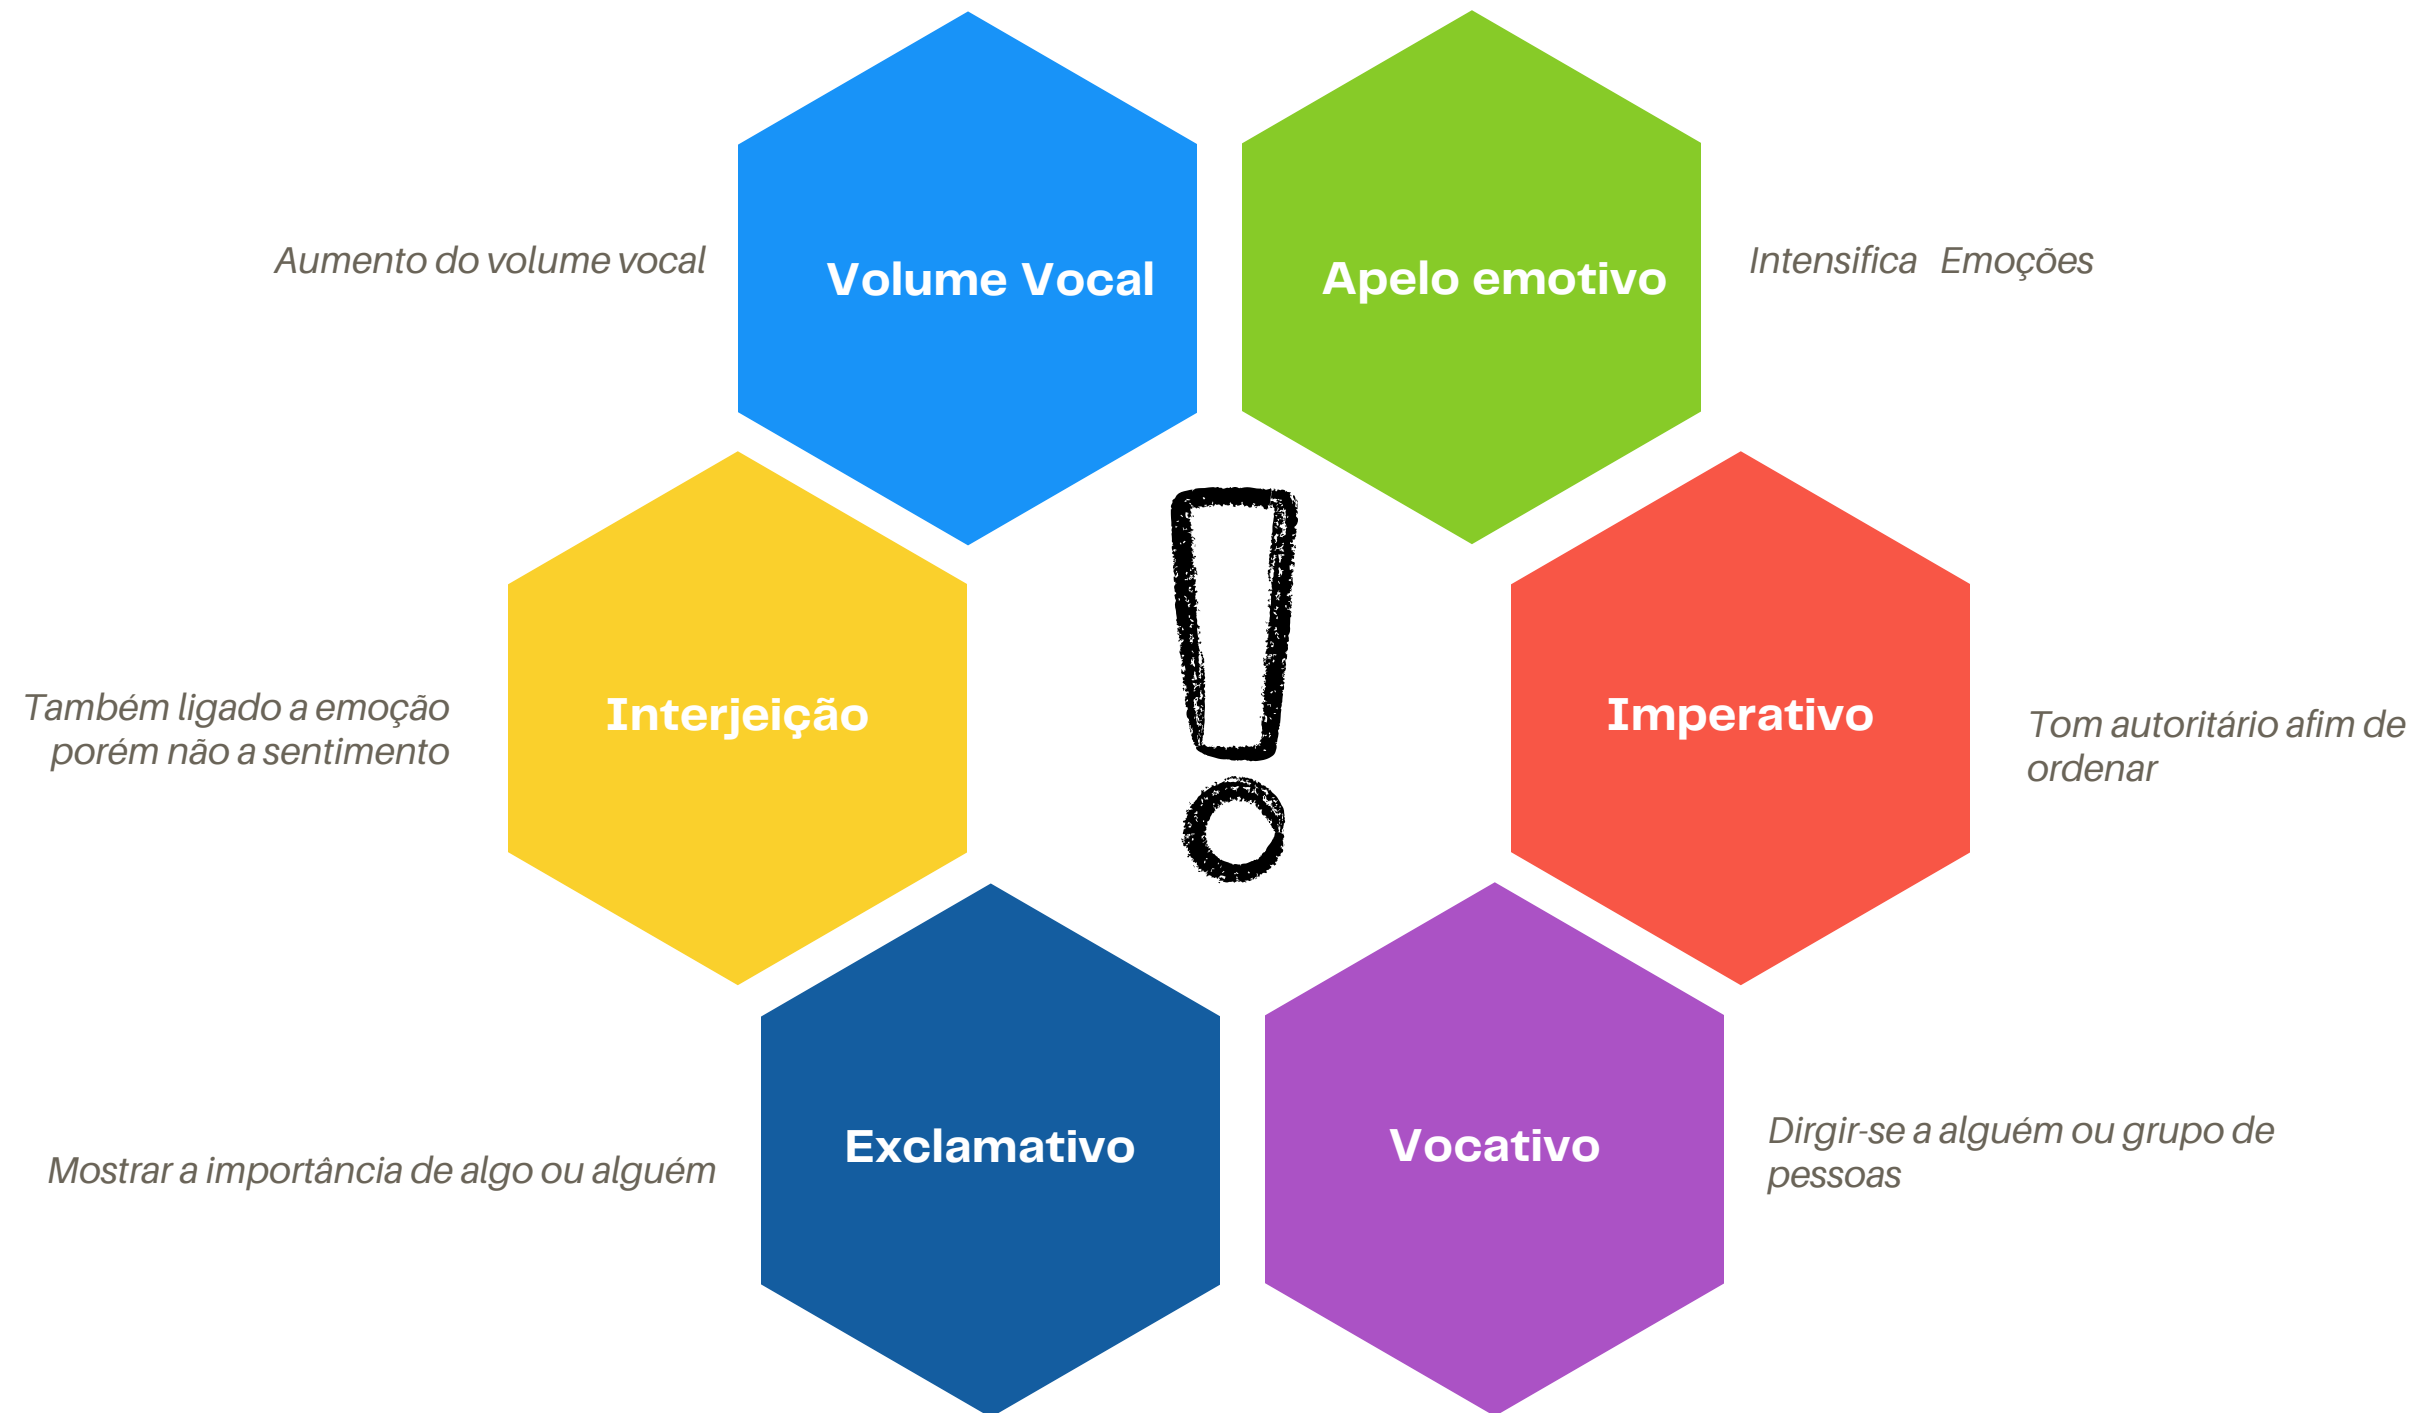 Aumento do volume vocal
Volume Vocal
Apelo emotivo
Intensifica Emoções
Também ligado a emoção
porém não a sentimento
Interjeição
!
Imperativo
Tom autoritário afim de
ordenar
Mostrar a importância de algo ou alguém
Exclamativo
Vocativo
Dirgir-se a alguém ou grupo de
pessoas